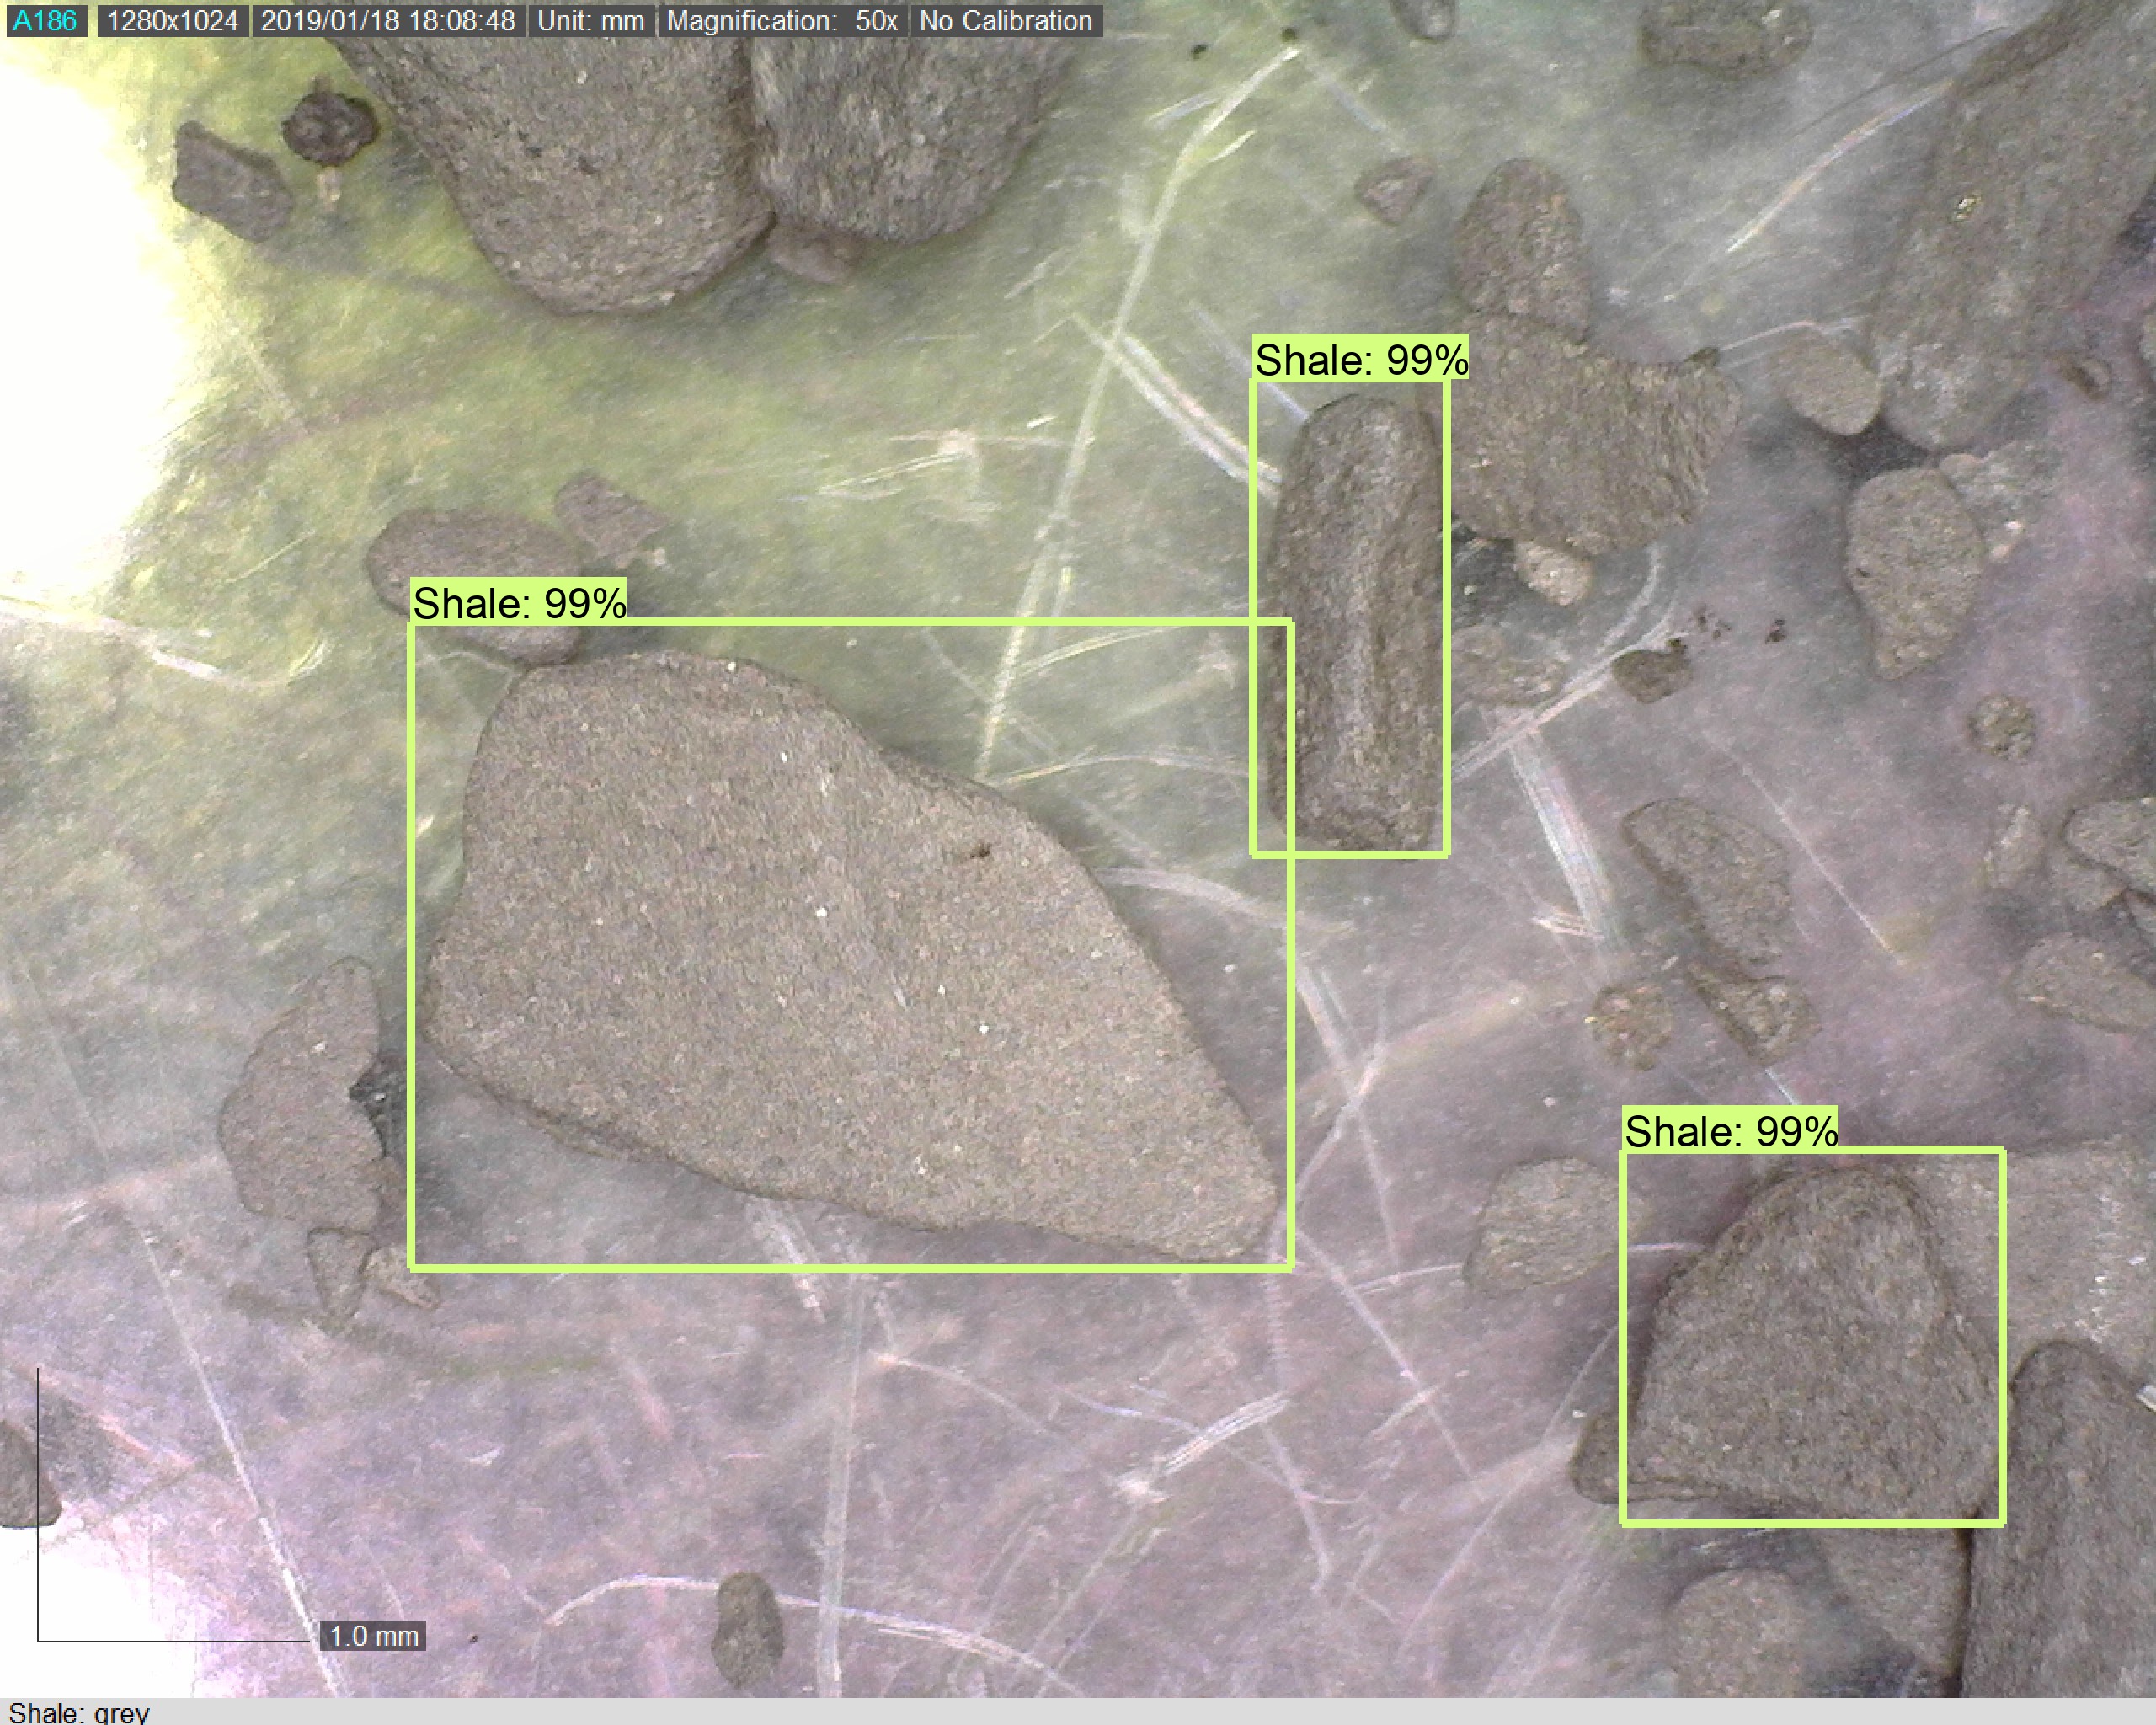 A186 1280x1024 2019/01/18 18:08:48 Unit: mm Magnification: 50x No Calibration
Shale: 99%
Shale: 99%
Shale: 99%
1.0 mm
Shale: grey